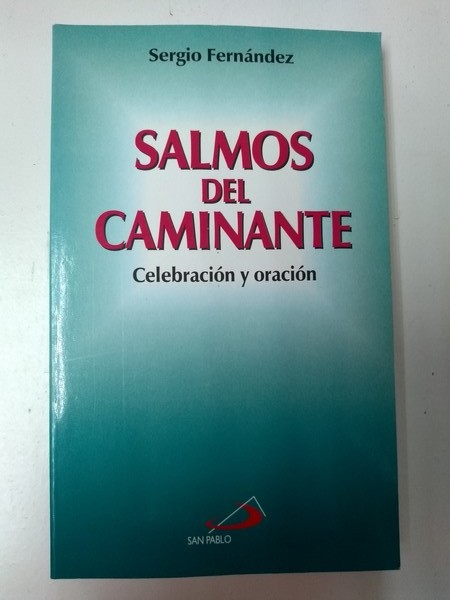 Sergio Fernández
SALMOS
DEL
CAMINANTE
Celebración y oración
SAN PABLO